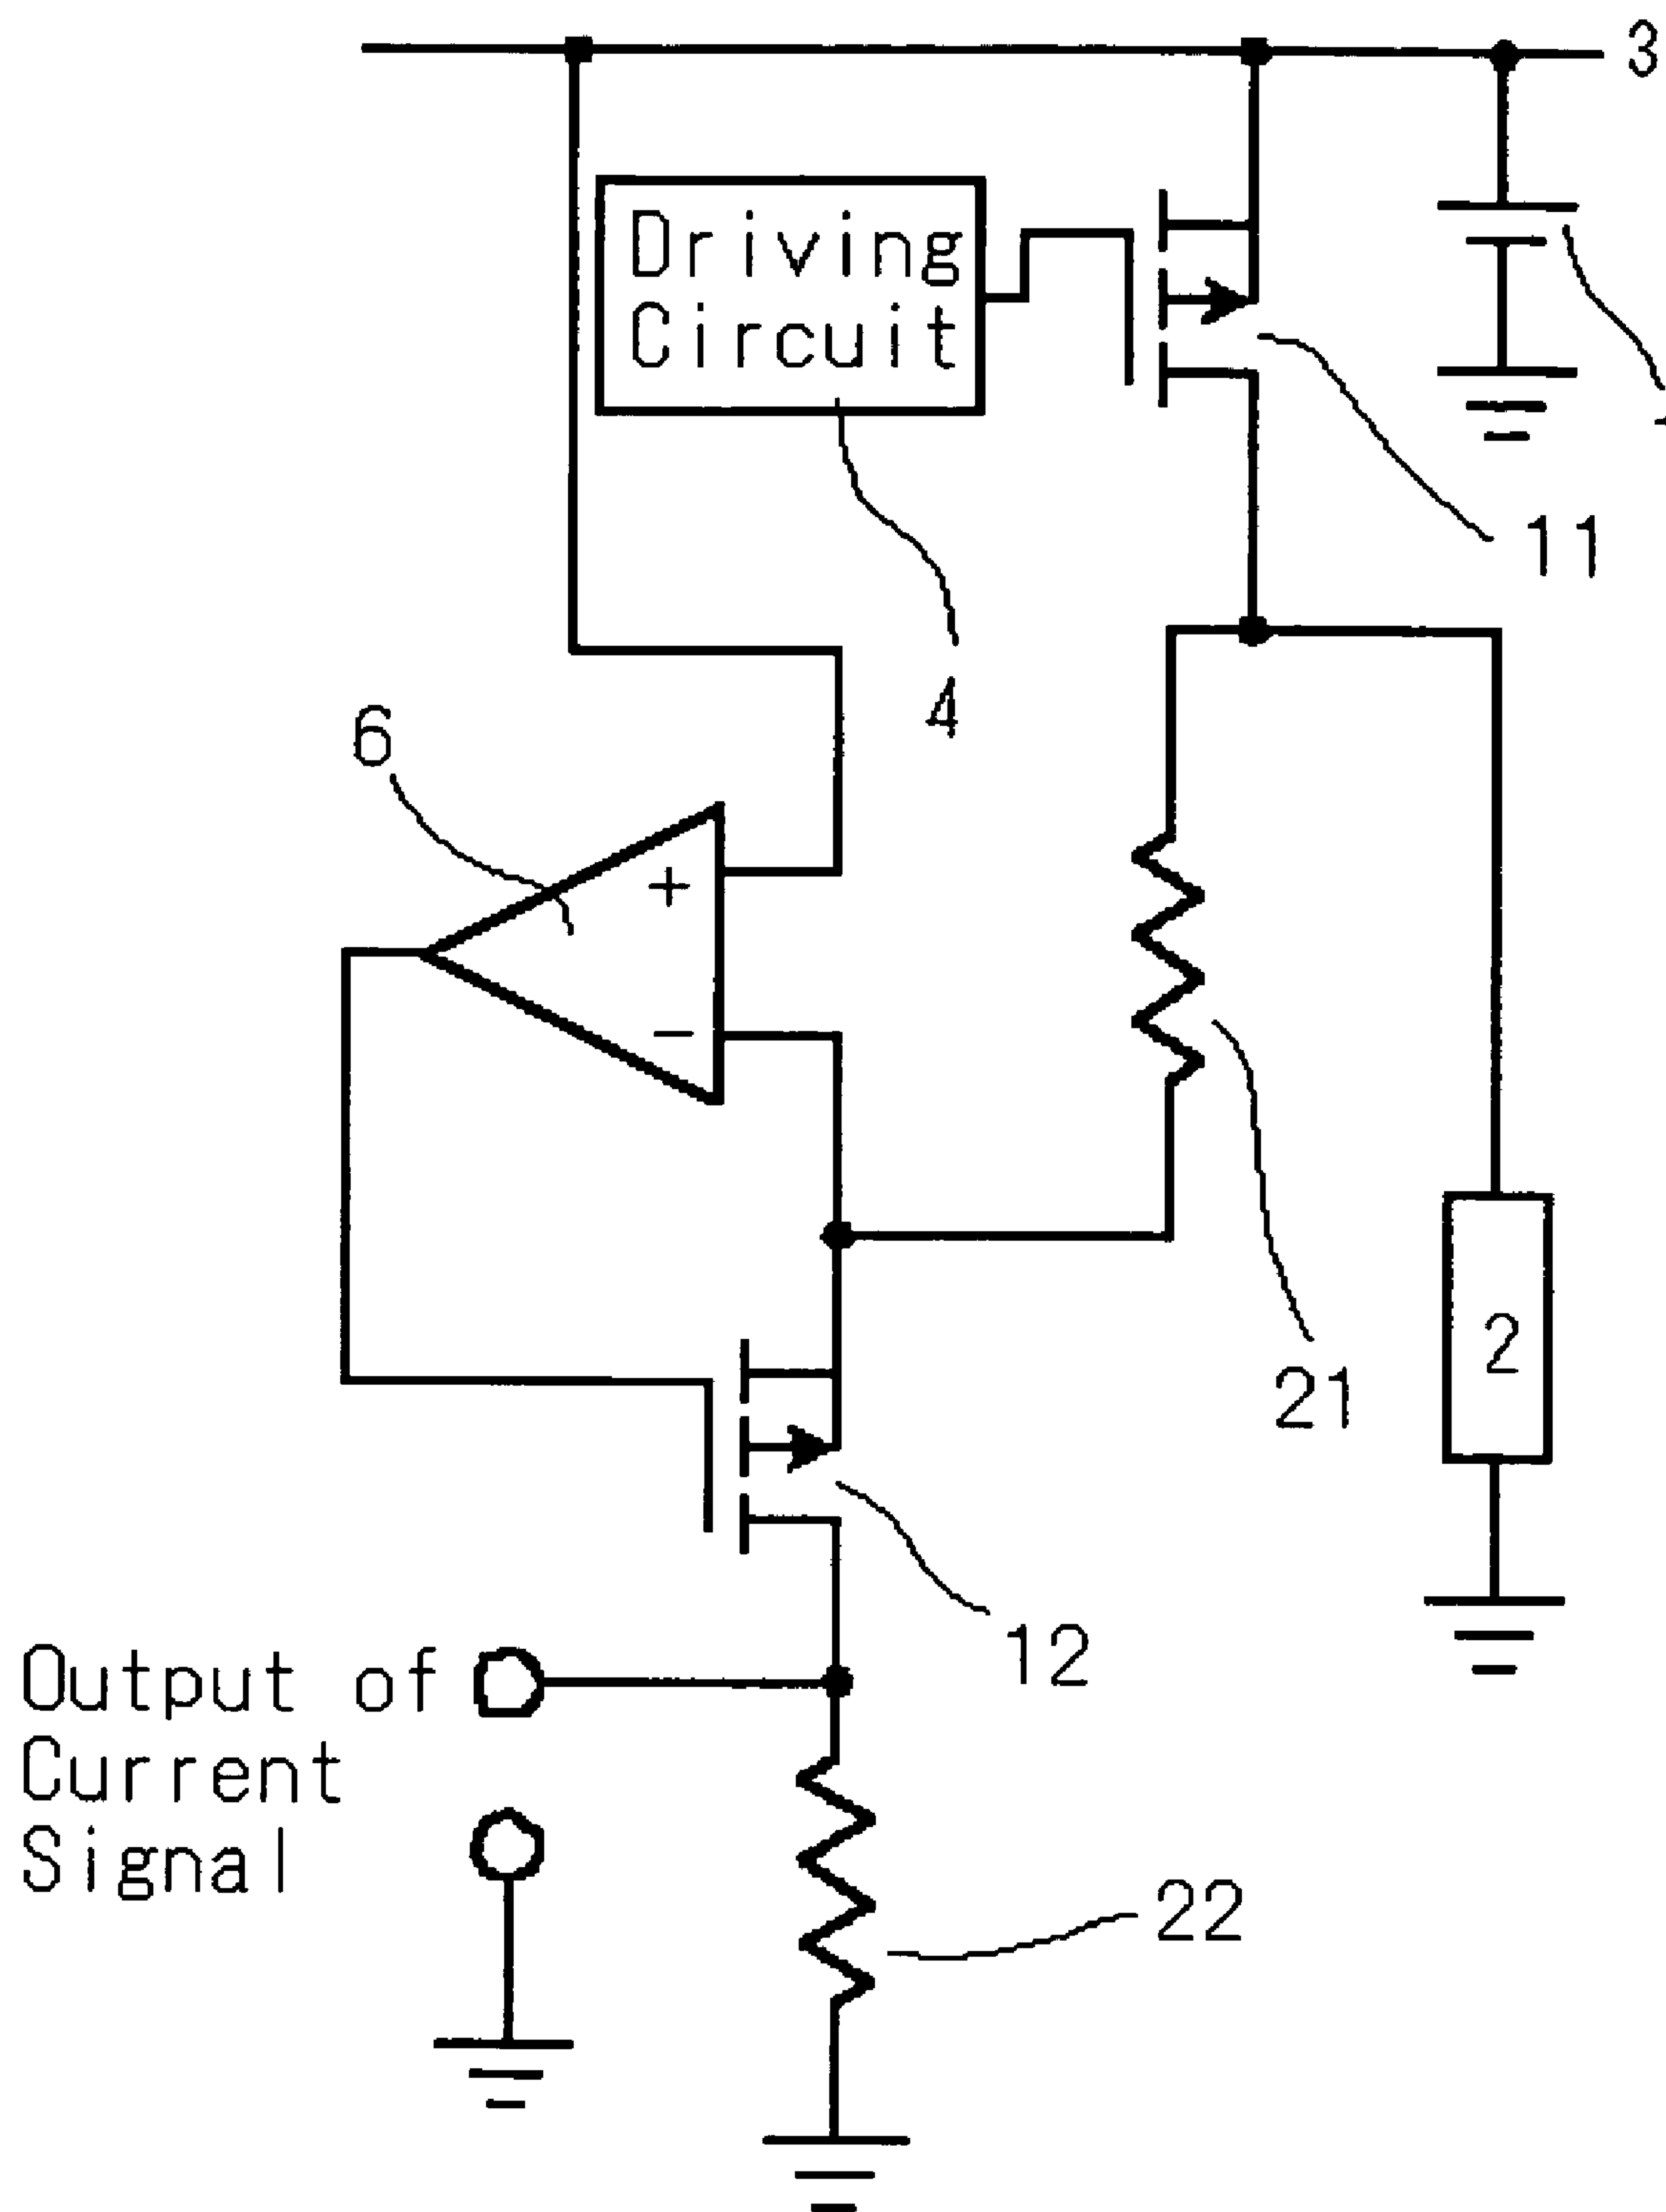 3
Driving
Circuit
11
4
6
+
−
21
2
12
Output of
Current
Signal
22